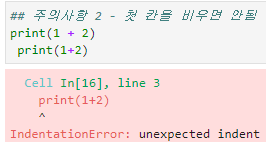 ## 주의사항 2 - 첫 칸을 비우면 안됨
print(1 + 2)
 print(1+2)
  Cell In[16], line 3
    print(1+2)
    ^
IndentationError: unexpected indent